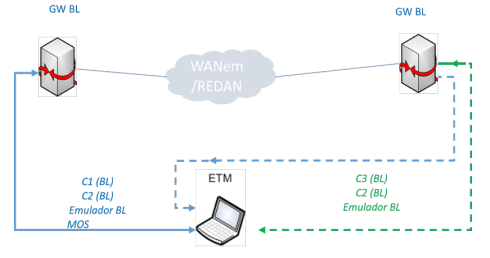 GW BL
GW BL
WANem
/REDAN
ETM
C1 (BL)
C2 (BL)
Emulador BL
MOS
C3 (BL)
C2 (BL)
Emulador BL